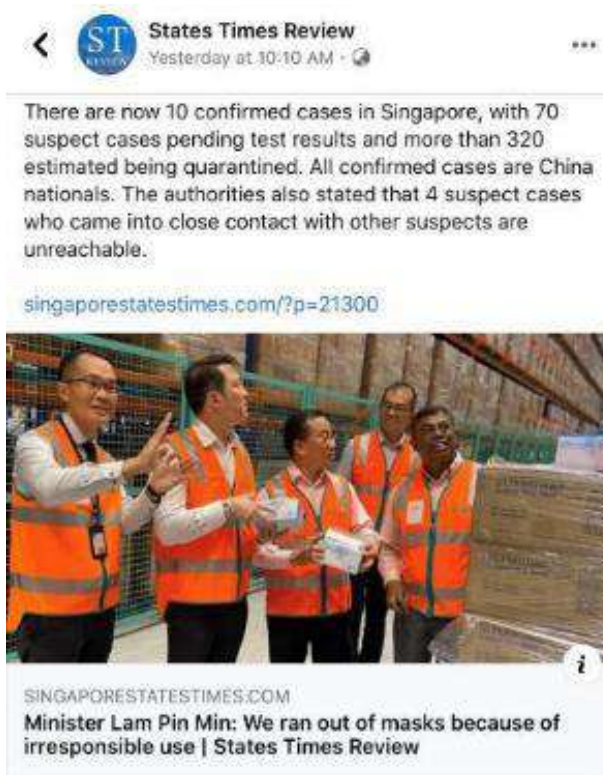 ST
REVIEW
States Times Review
Yesterday at 10:10 AM ·
There are now 10 confirmed cases in Singapore, with 70
suspect cases pending test results and more than 320
estimated being quarantined. All confirmed cases are China
nationals. The authorities also stated that 4 suspect cases
who came into close contact with other suspects are
unreachable.
singaporestatestimes.com/?p=21300
i
SINGAPORESTATESTIMES.COM
Minister Lam Pin Min: We ran out of masks because of
irresponsible use | States Times Review